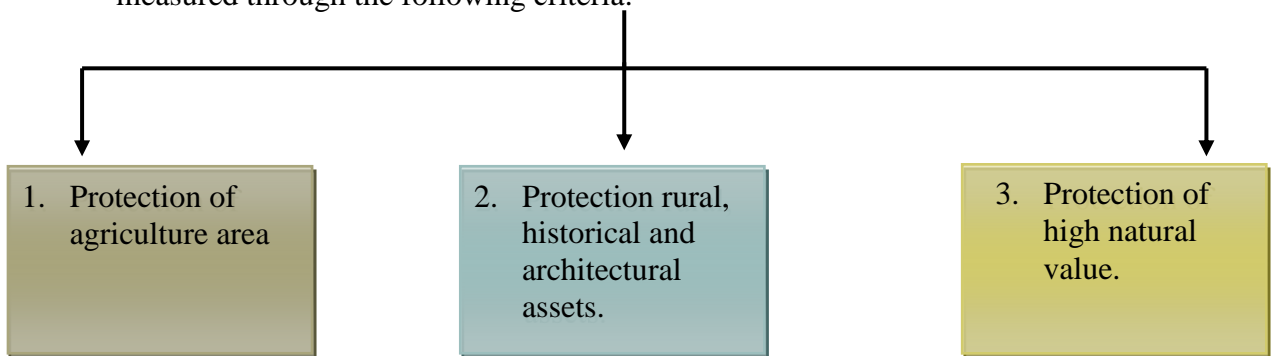 measured through the following criteria:
1. Protection of
agriculture area
2. Protection rural,
historical and
architectural
assets.
3. Protection of
high natural
value.